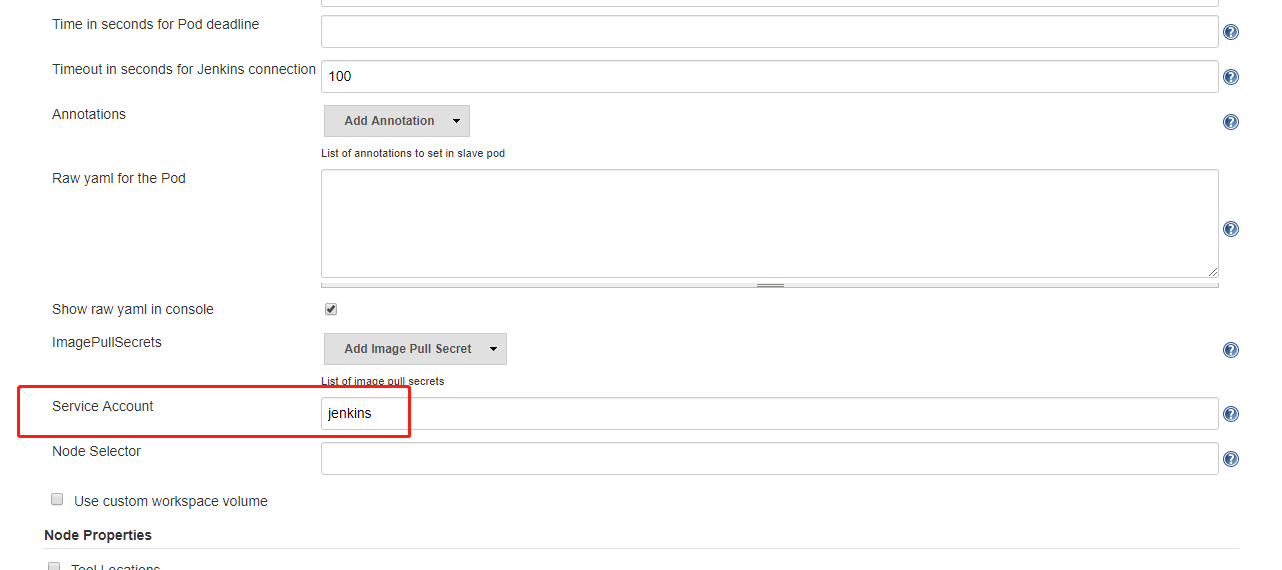 Time in seconds for Pod deadline
Timeout in seconds for Jenkins connection 100
Annotations Add Annotation
List of annotations to set in slave pod
Raw yaml for the Pod
Show raw yaml in console
ImagePullSecrets Add Image Pull Secret
List of image pull secrets
Service Account jenkins
Node Selector
Use custom workspace volume
Node Properties
Tool Locations